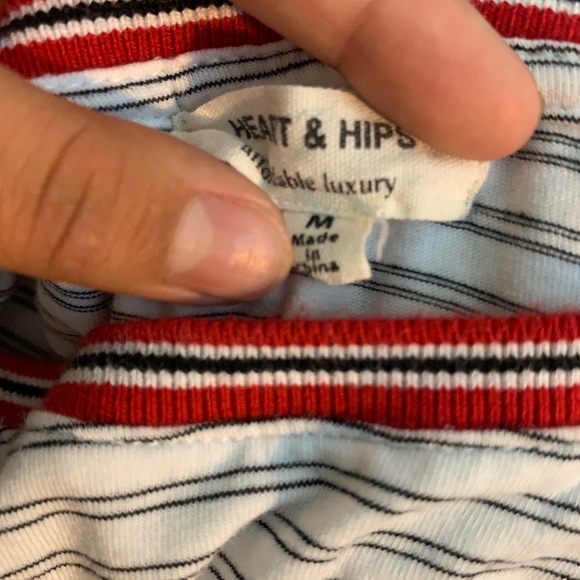 HEART & HIPS
affordable luxury
M
Made
in
China